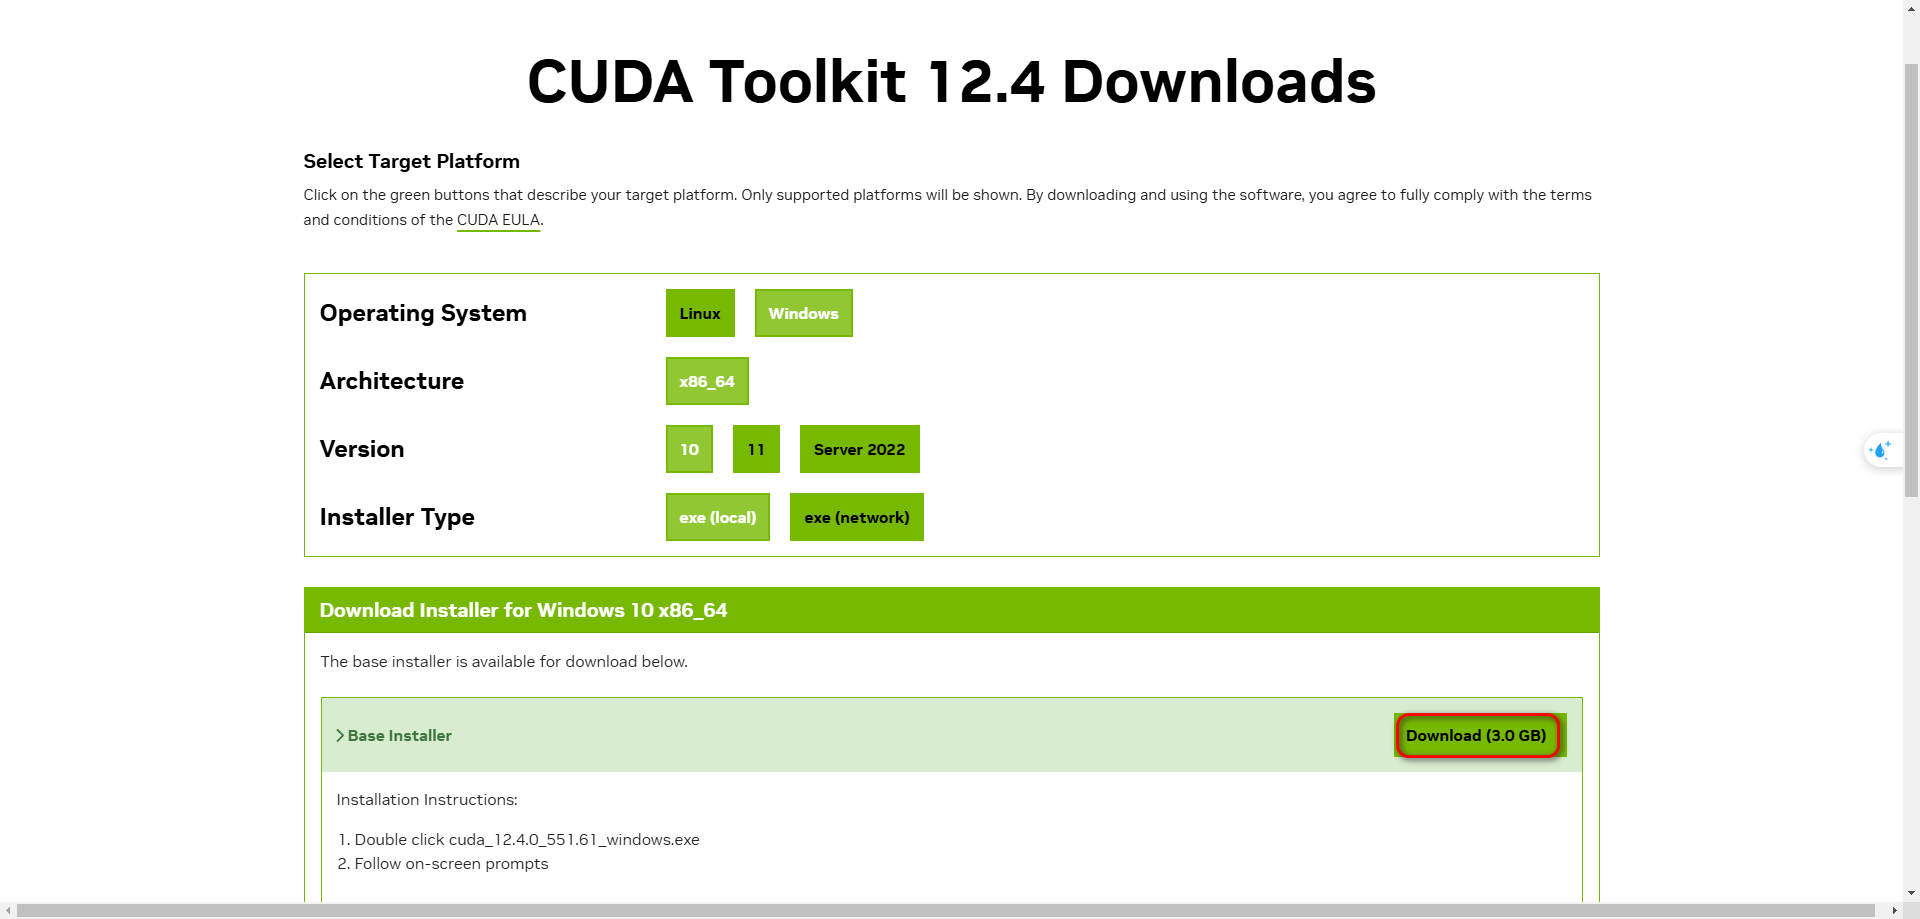 CUDA Toolkit 12.4 Downloads
Select Target Platform
Click on the green buttons that describe your target platform. Only supported platforms will be shown. By downloading and using the software, you agree to fully comply with the terms
and conditions of the CUDA EULA.
Operating System Linux Windows
Architecture x86_64
Version 10 11 Server 2022
Installer Type exe (local) exe (network)
Download Installer for Windows 10 x86_64
The base installer is available for download below.
Base Installer Download (3.0 GB)
Installation Instructions:
1. Double click cuda_12.4.0_551.61_windows.exe
2. Follow on-screen prompts